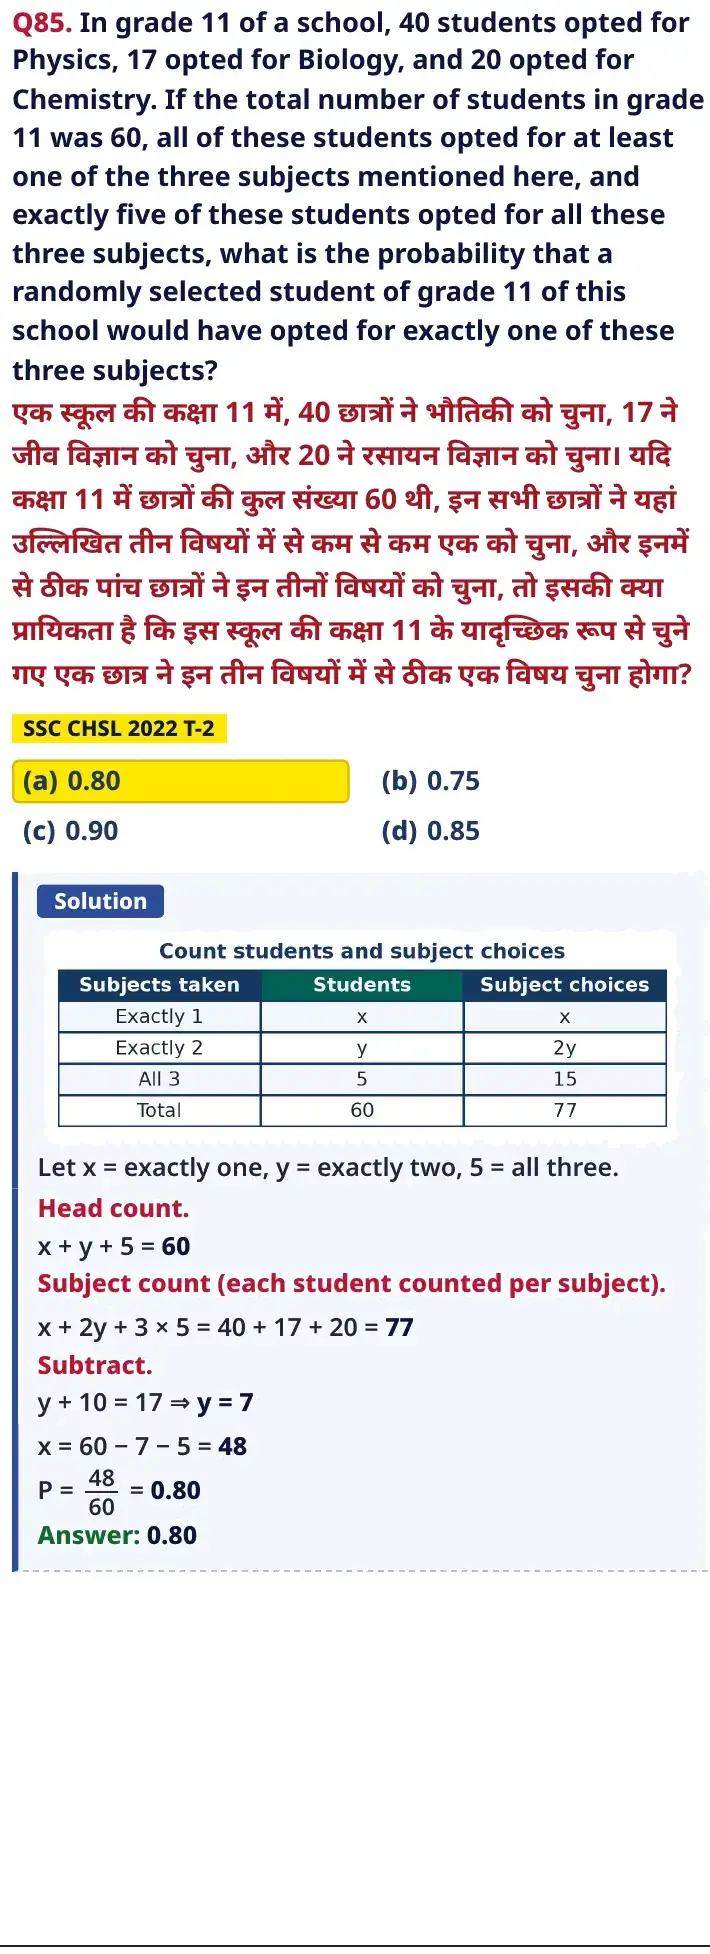 Q85. In grade 11 of a school, 40 students opted for
Physics, 17 opted for Biology, and 20 opted for
Chemistry. If the total number of students in grade
11 was 60, all of these students opted for at least
one of the three subjects mentioned here, and
exactly five of these students opted for all these
three subjects, what is the probability that a
randomly selected student of grade 11 of this
school would have opted for exactly one of these
three subjects?
एक स्कूल की कक्षा 11 में, 40 छात्रों ने भौतिकी को चुना, 17 ने
जीव विज्ञान को चुना, और 20 ने रसायन विज्ञान को चुना। यदि
कक्षा 11 में छात्रों की कुल संख्या 60 थी, इन सभी छात्रों ने यहां
उल्लिखित तीन विषयों में से कम से कम एक को चुना, और इनमें
से ठीक पांच छात्रों ने इन तीनों विषयों को चुना, तो इसकी क्या
प्रायिकता है कि इस स्कूल की कक्षा 11 के यादृच्छिक रूप से चुने
गए एक छात्र ने इन तीन विषयों में से ठीक एक विषय चुना होगा?
SSC CHSL 2022 T-2
(a) 0.80 (b) 0.75
(c) 0.90 (d) 0.85
Solution
Count students and subject choices
Subjects taken Students Subject choices
Exactly 1 x x
Exactly 2 y 2y
All 3 5 15
Total 60 77
Let x = exactly one, y = exactly two, 5 = all three.
Head count.
x + y + 5 = 60
Subject count (each student counted per subject).
x + 2y + 3 × 5 = 40 + 17 + 20 = 77
Subtract.
y + 10 = 17 ⇒ y = 7
x = 60 − 7 − 5 = 48
P = 48/60 = 0.80
Answer: 0.80